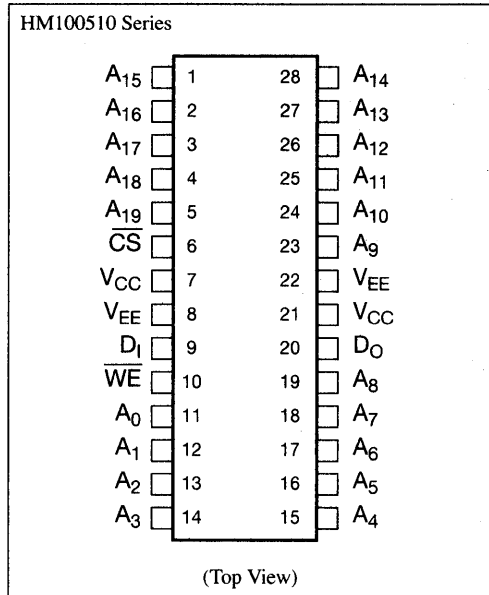 HM100510 Series
A15 1 28 A14
A16 2 27 A13
A17 3 26 A12
A18 4 25 A11
A19 5 24 A10
CS 6 23 A9
VCC 7 22 VEE
VEE 8 21 VCC
DI 9 20 DO
WE 10 19 A8
A0 11 18 A7
A1 12 17 A6
A2 13 16 A5
A3 14 15 A4
(Top View)